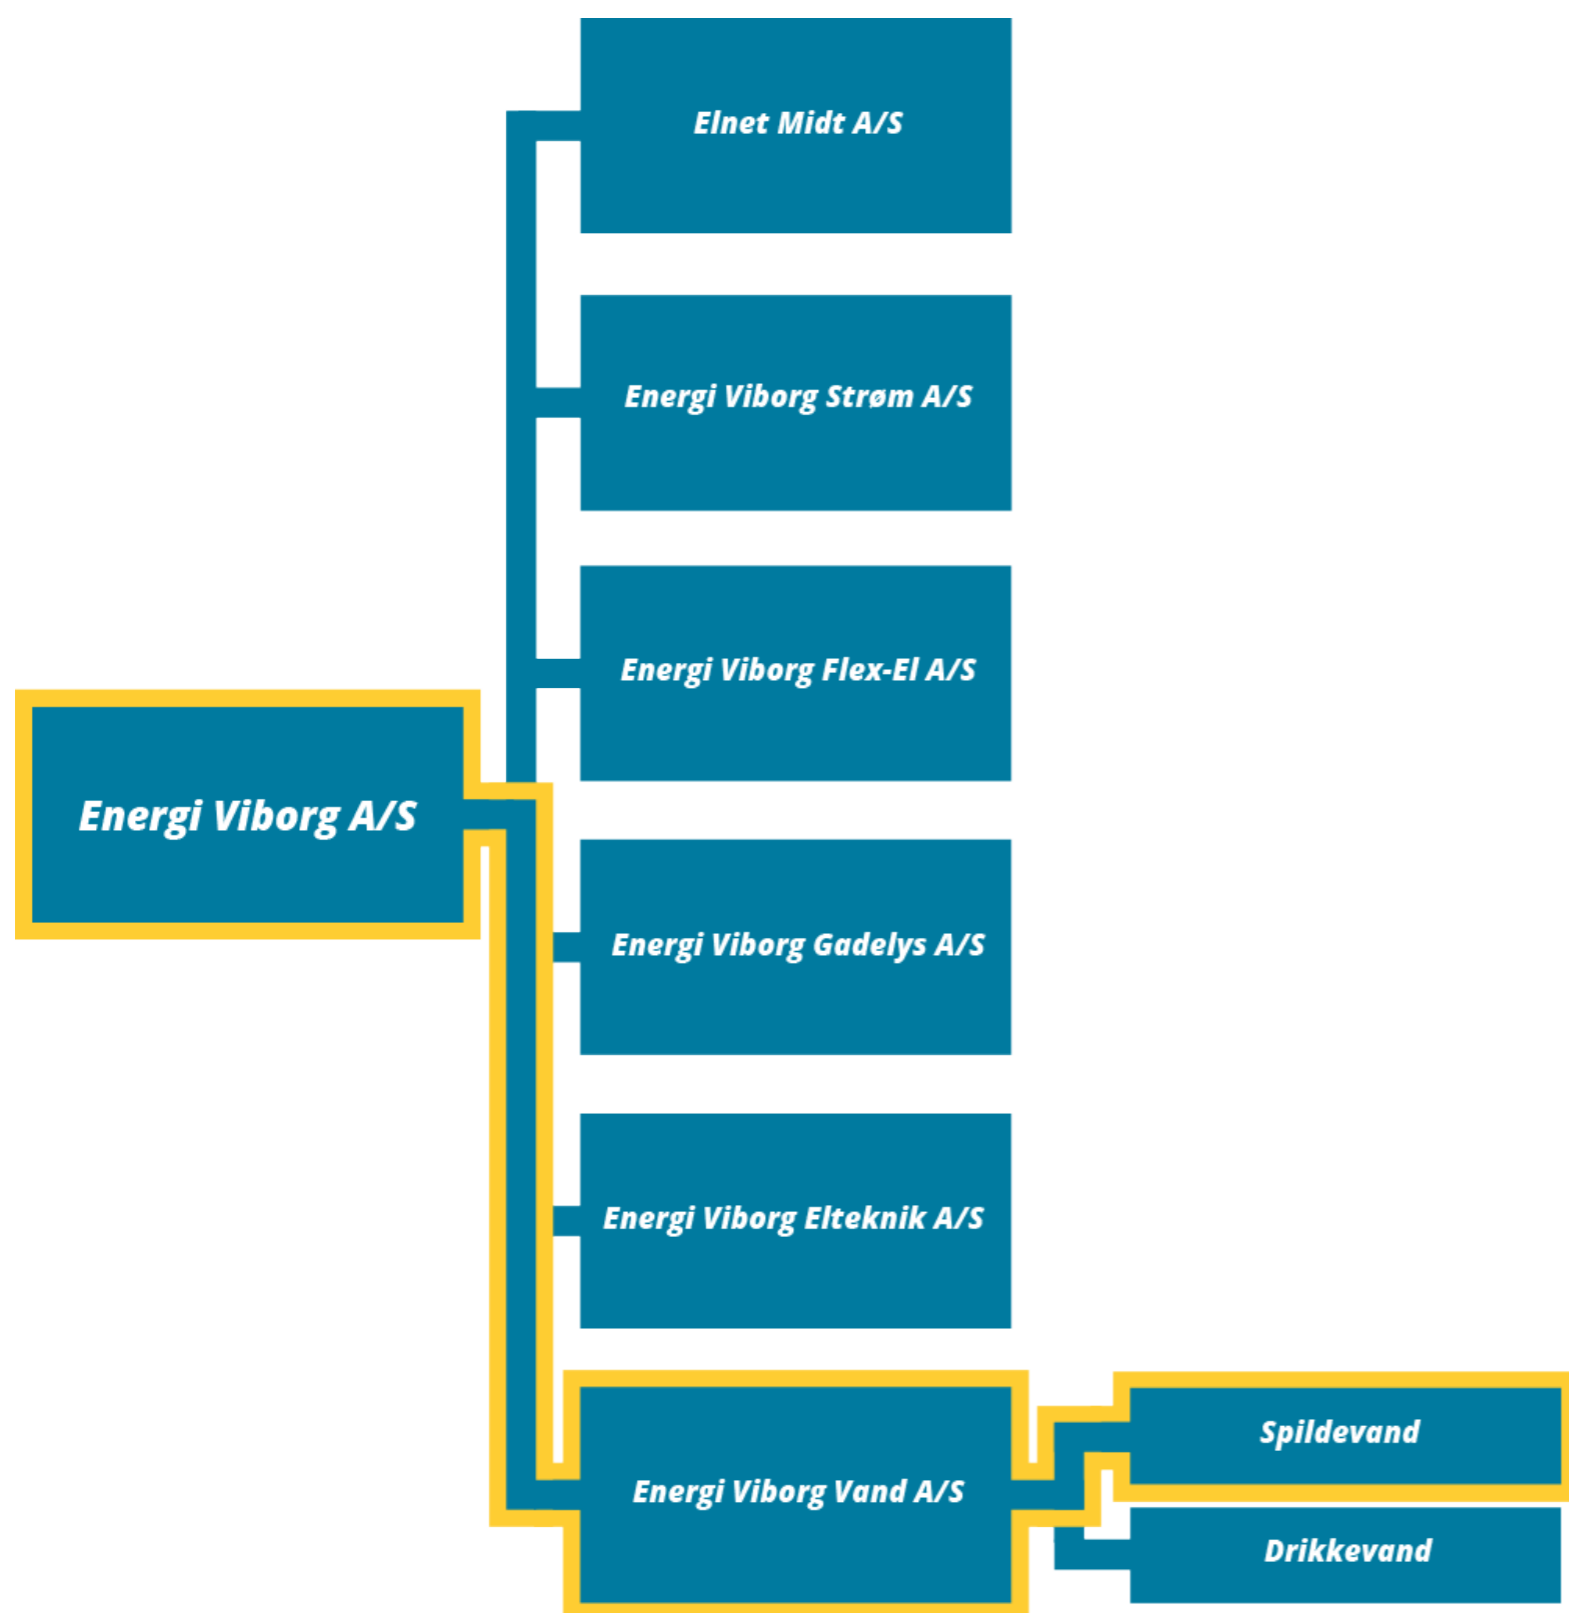 Elnet Midt A/S
Energi Viborg Strøm A/S
Energi Viborg Flex-El A/S
Energi Viborg A/S
Energi Viborg Gadelys A/S
Energi Viborg Elteknik A/S
Energi Viborg Vand A/S
Spildevand
Drikkevand